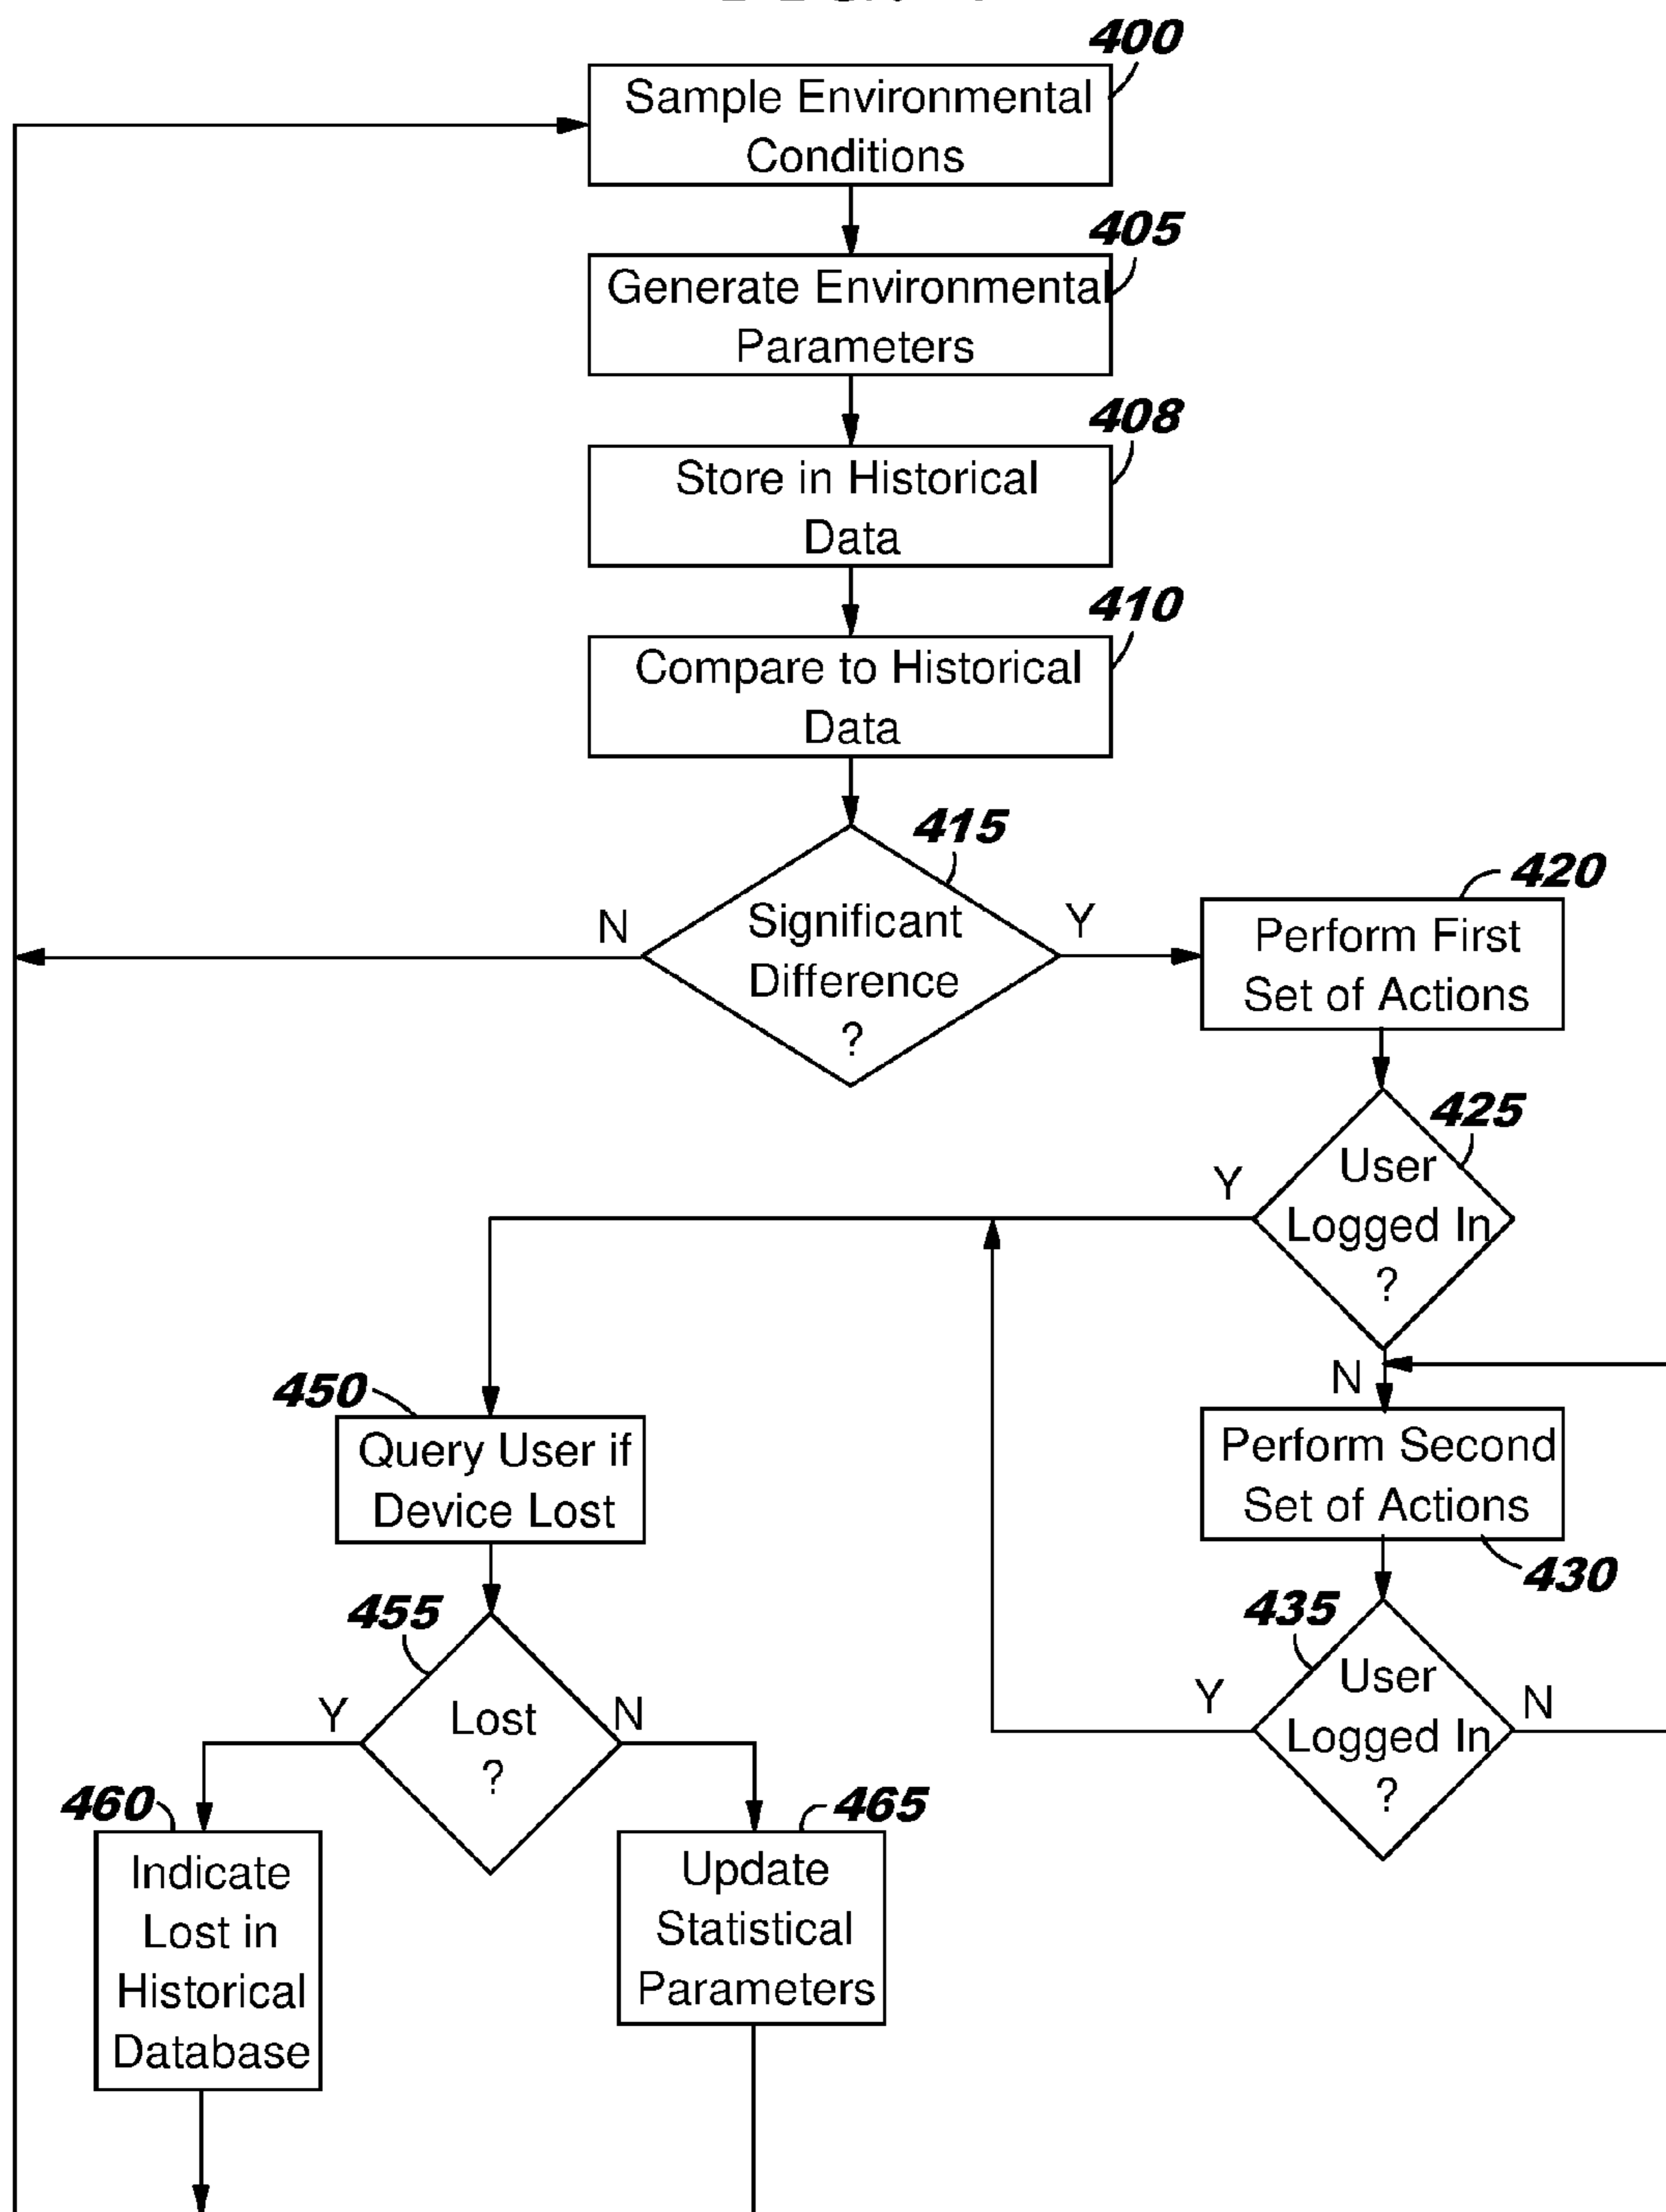 400
Sample Environmental
Conditions
405
Generate Environmental
Parameters
408
Store in Historical
Data
410
Compare to Historical
Data
415
Significant
Difference
?
N
Y
420
Perform First
Set of Actions
425
User
Logged In
?
Y
N
450
Query User if
Device Lost
Perform Second
Set of Actions
430
455
Lost
?
Y
N
435
User
Logged In
?
Y
N
460
Indicate
Lost in
Historical
Database
465
Update
Statistical
Parameters